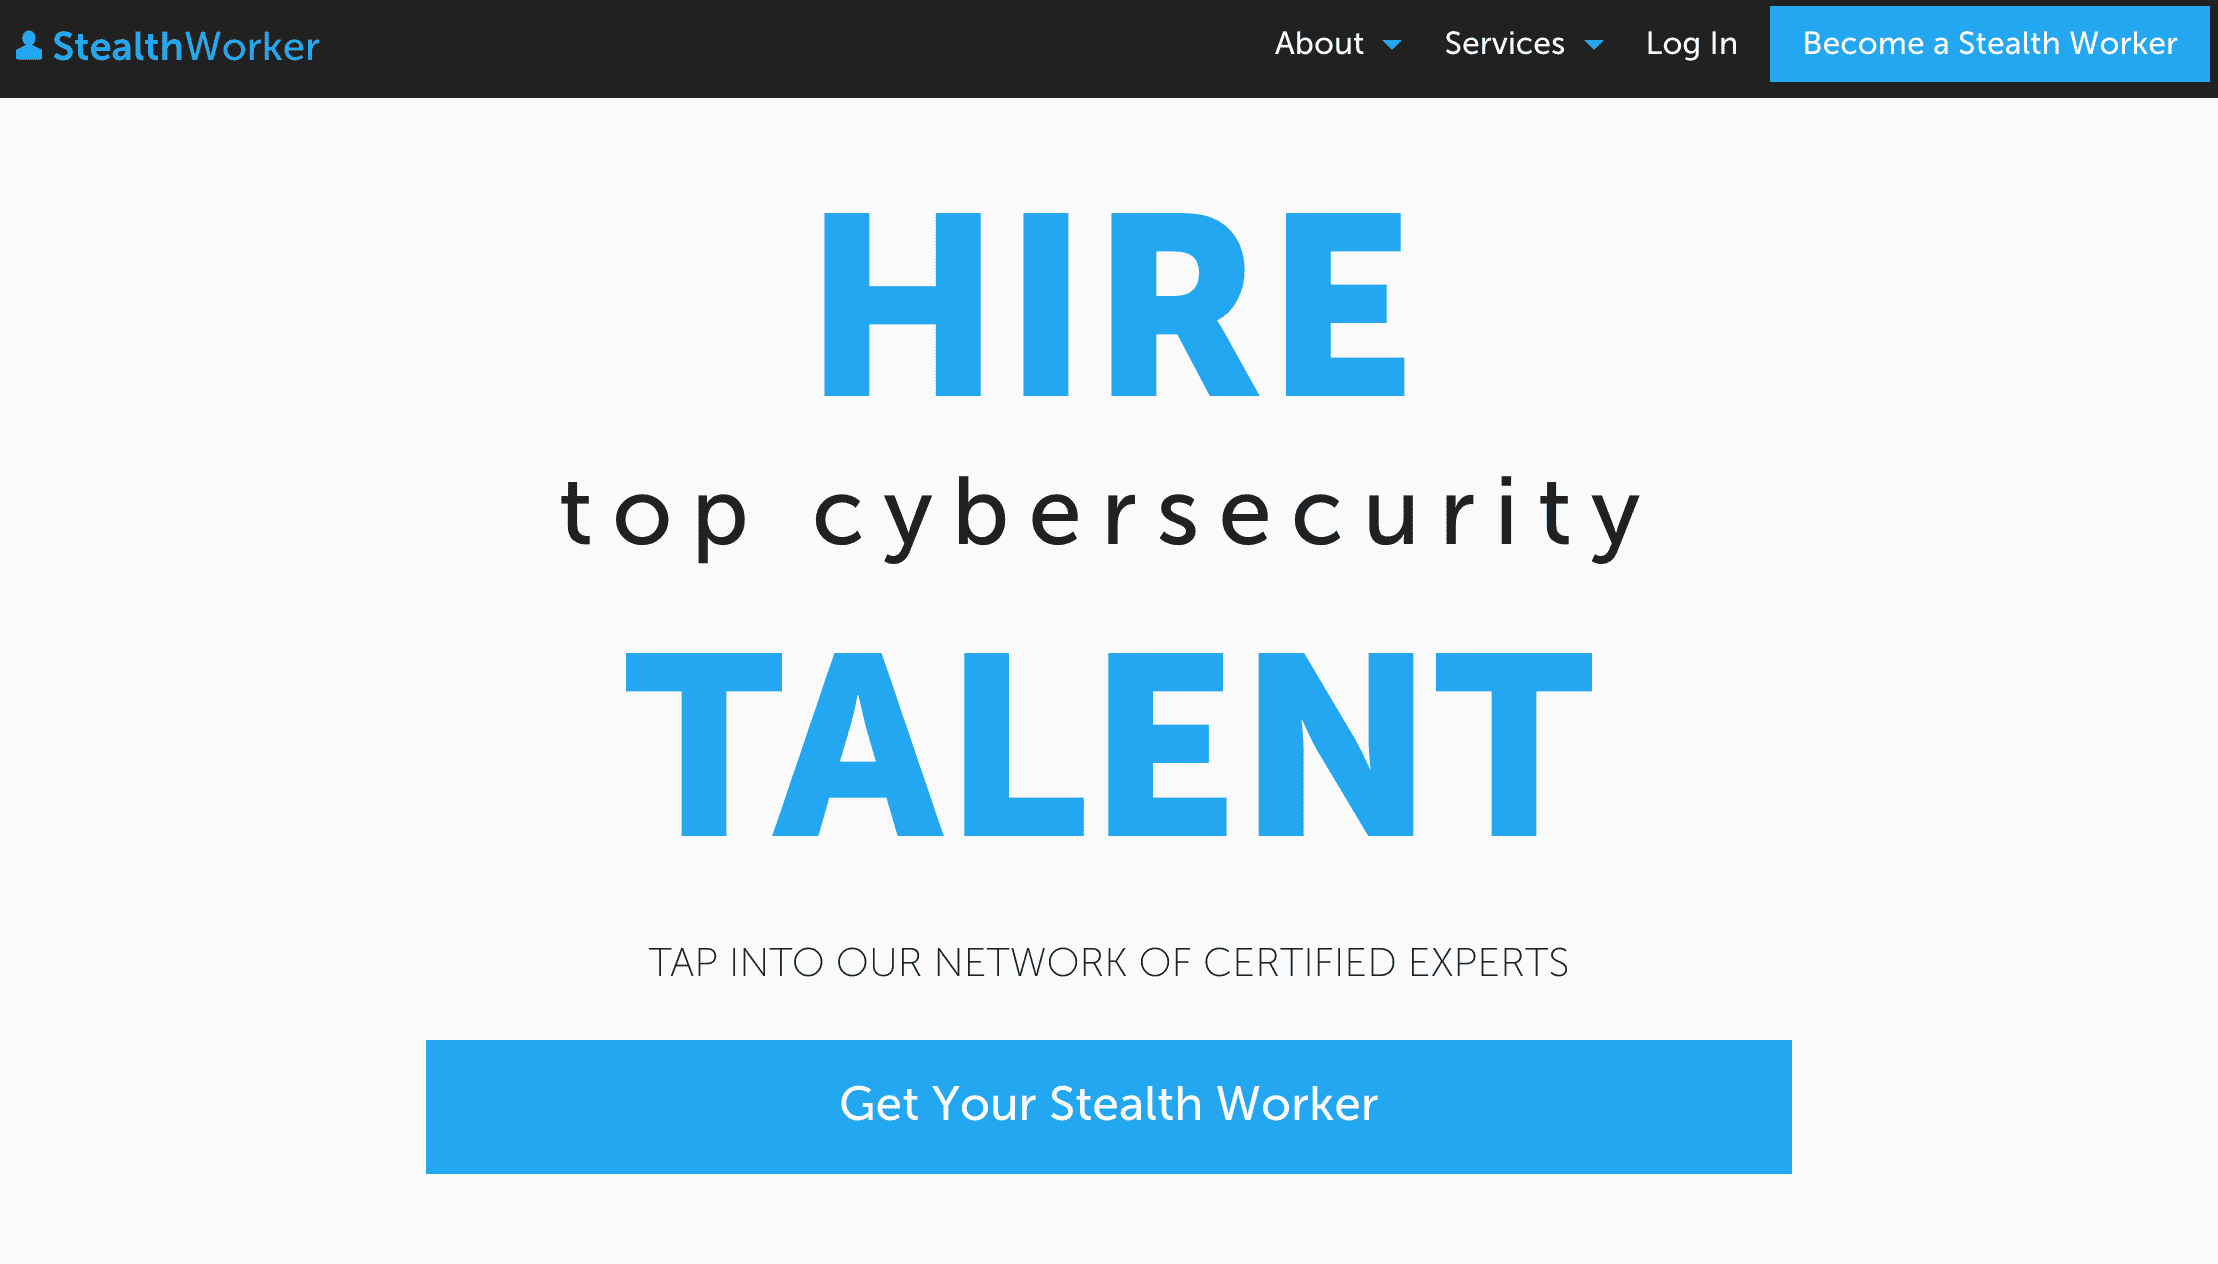 StealthWorker
About
Services
Log In
Become a Stealth Worker
HIRE
top cybersecurity
TALENT
TAP INTO OUR NETWORK OF CERTIFIED EXPERTS
Get Your Stealth Worker